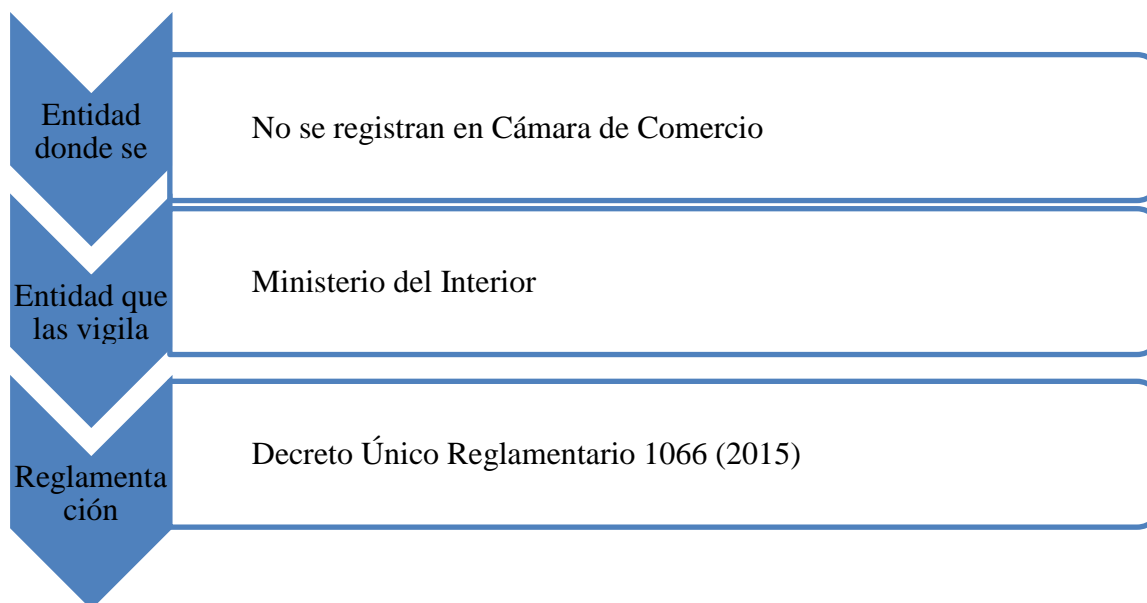 Entidad
donde se
No se registran en Cámara de Comercio
Entidad que
las vigila
Ministerio del Interior
Reglamenta
ción
Decreto Único Reglamentario 1066 (2015)